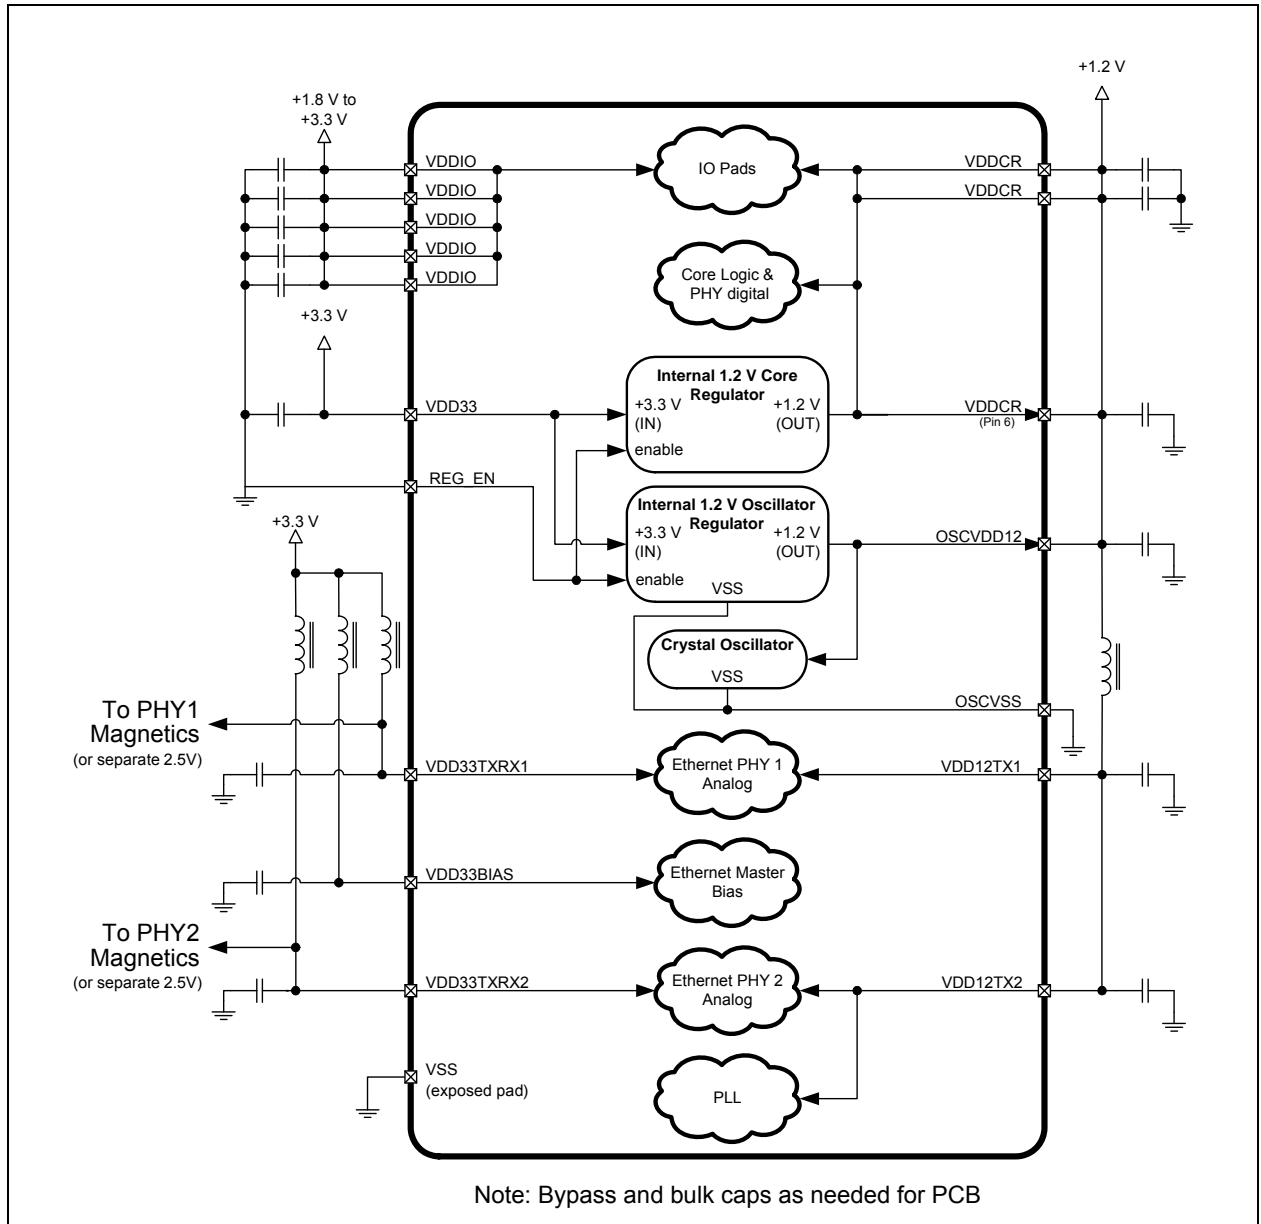 +1.2 V
+1.8 V to
+3.3 V
VDDIO
IO Pads
VDDCR
VDDIO
VDDCR
VDDIO
VDDIO
VDDIO
Core Logic &
PHY digital
+3.3 V
Internal 1.2 V Core
Regulator
+3.3 V
(IN)
+1.2 V
(OUT)
enable
VDD33
VDDCR
(Pin 6)
REG_EN
Internal 1.2 V Oscillator
Regulator
+3.3 V
(IN)
+1.2 V
(OUT)
enable
VSS
OSCVDD12
+3.3 V
Crystal Oscillator
VSS
OSCVSS
To PHY1
Magnetics
(or separate 2.5V)
VDD33TXRX1
Ethernet PHY 1
Analog
VDD12TX1
VDD33BIAS
Ethernet Master
Bias
To PHY2
Magnetics
(or separate 2.5V)
VDD33TXRX2
Ethernet PHY 2
Analog
VDD12TX2
VSS
(exposed pad)
PLL
Note: Bypass and bulk caps as needed for PCB